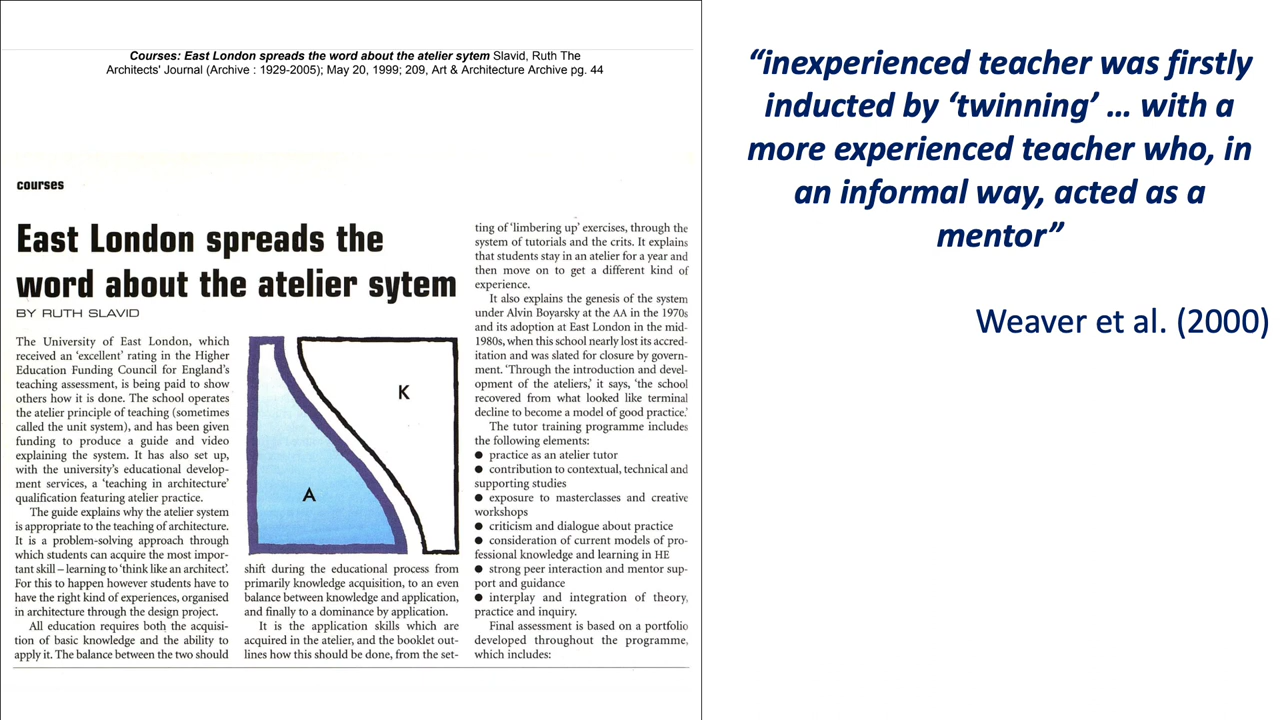 Courses: East London spreads the word about the atelier sytem Slavid, Ruth The
Architects' Journal (Archive : 1929-2005); May 20, 1999; 209, Art & Architecture Archive pg. 44
courses
East London spreads the
word about the atelier sytem
BY RUTH SLAVID
The University of East London, which
received an ‘excellent’ rating in the Higher
Education Funding Council for England’s
teaching assessment, is being paid to show
others how it is done. The school operates
the atelier principle of teaching (sometimes
called the unit system), and has been given
funding to produce a guide and video
explaining the system. It has also set up,
with the university’s educational develop-
ment services, a ‘teaching in architecture’
qualification featuring atelier practice.
The guide explains why the atelier system
is appropriate to the teaching of architecture.
It is a problem-solving approach through
which students can acquire the most impor-
tant skill – learning to ‘think like an architect’.
For this to happen however students have to
have the right kind of experiences, organised
in architecture through the design project.
All education requires both the acquisi-
tion of basic knowledge and the ability to
apply it. The balance between the two should
K
A
shift during the educational process from
primarily knowledge acquisition, to an even
balance between knowledge and application,
and finally to a dominance by application.
It is the application skills which are
acquired in the atelier, and the booklet out-
lines how this should be done, from the set-
ting of ‘limbering up’ exercises, through the
system of tutorials and the crits. It explains
that students stay in an atelier for a year and
then move on to get a different kind of
experience.
It also explains the genesis of the system
under Alvin Boyarsky at the AA in the 1970s
and its adoption at East London in the mid-
1980s, when this school nearly lost its accred-
itation and was slated for closure by govern-
ment. ‘Through the introduction and devel-
opment of the ateliers,’ it says, ‘the school
recovered from what looked like terminal
decline to become a model of good practice.’
The tutor training programme includes
the following elements:
● practice as an atelier tutor
● contribution to contextual, technical and
supporting studies
● exposure to masterclasses and creative
workshops
● criticism and dialogue about practice
● consideration of current models of pro-
fessional knowledge and learning in HE
● strong peer interaction and mentor sup-
port and guidance
● interplay and integration of theory,
practice and inquiry.
Final assessment is based on a portfolio
developed throughout the programme,
which includes:
“inexperienced teacher was firstly
inducted by ‘twinning’ … with a
more experienced teacher who, in
an informal way, acted as a
mentor”
Weaver et al. (2000)